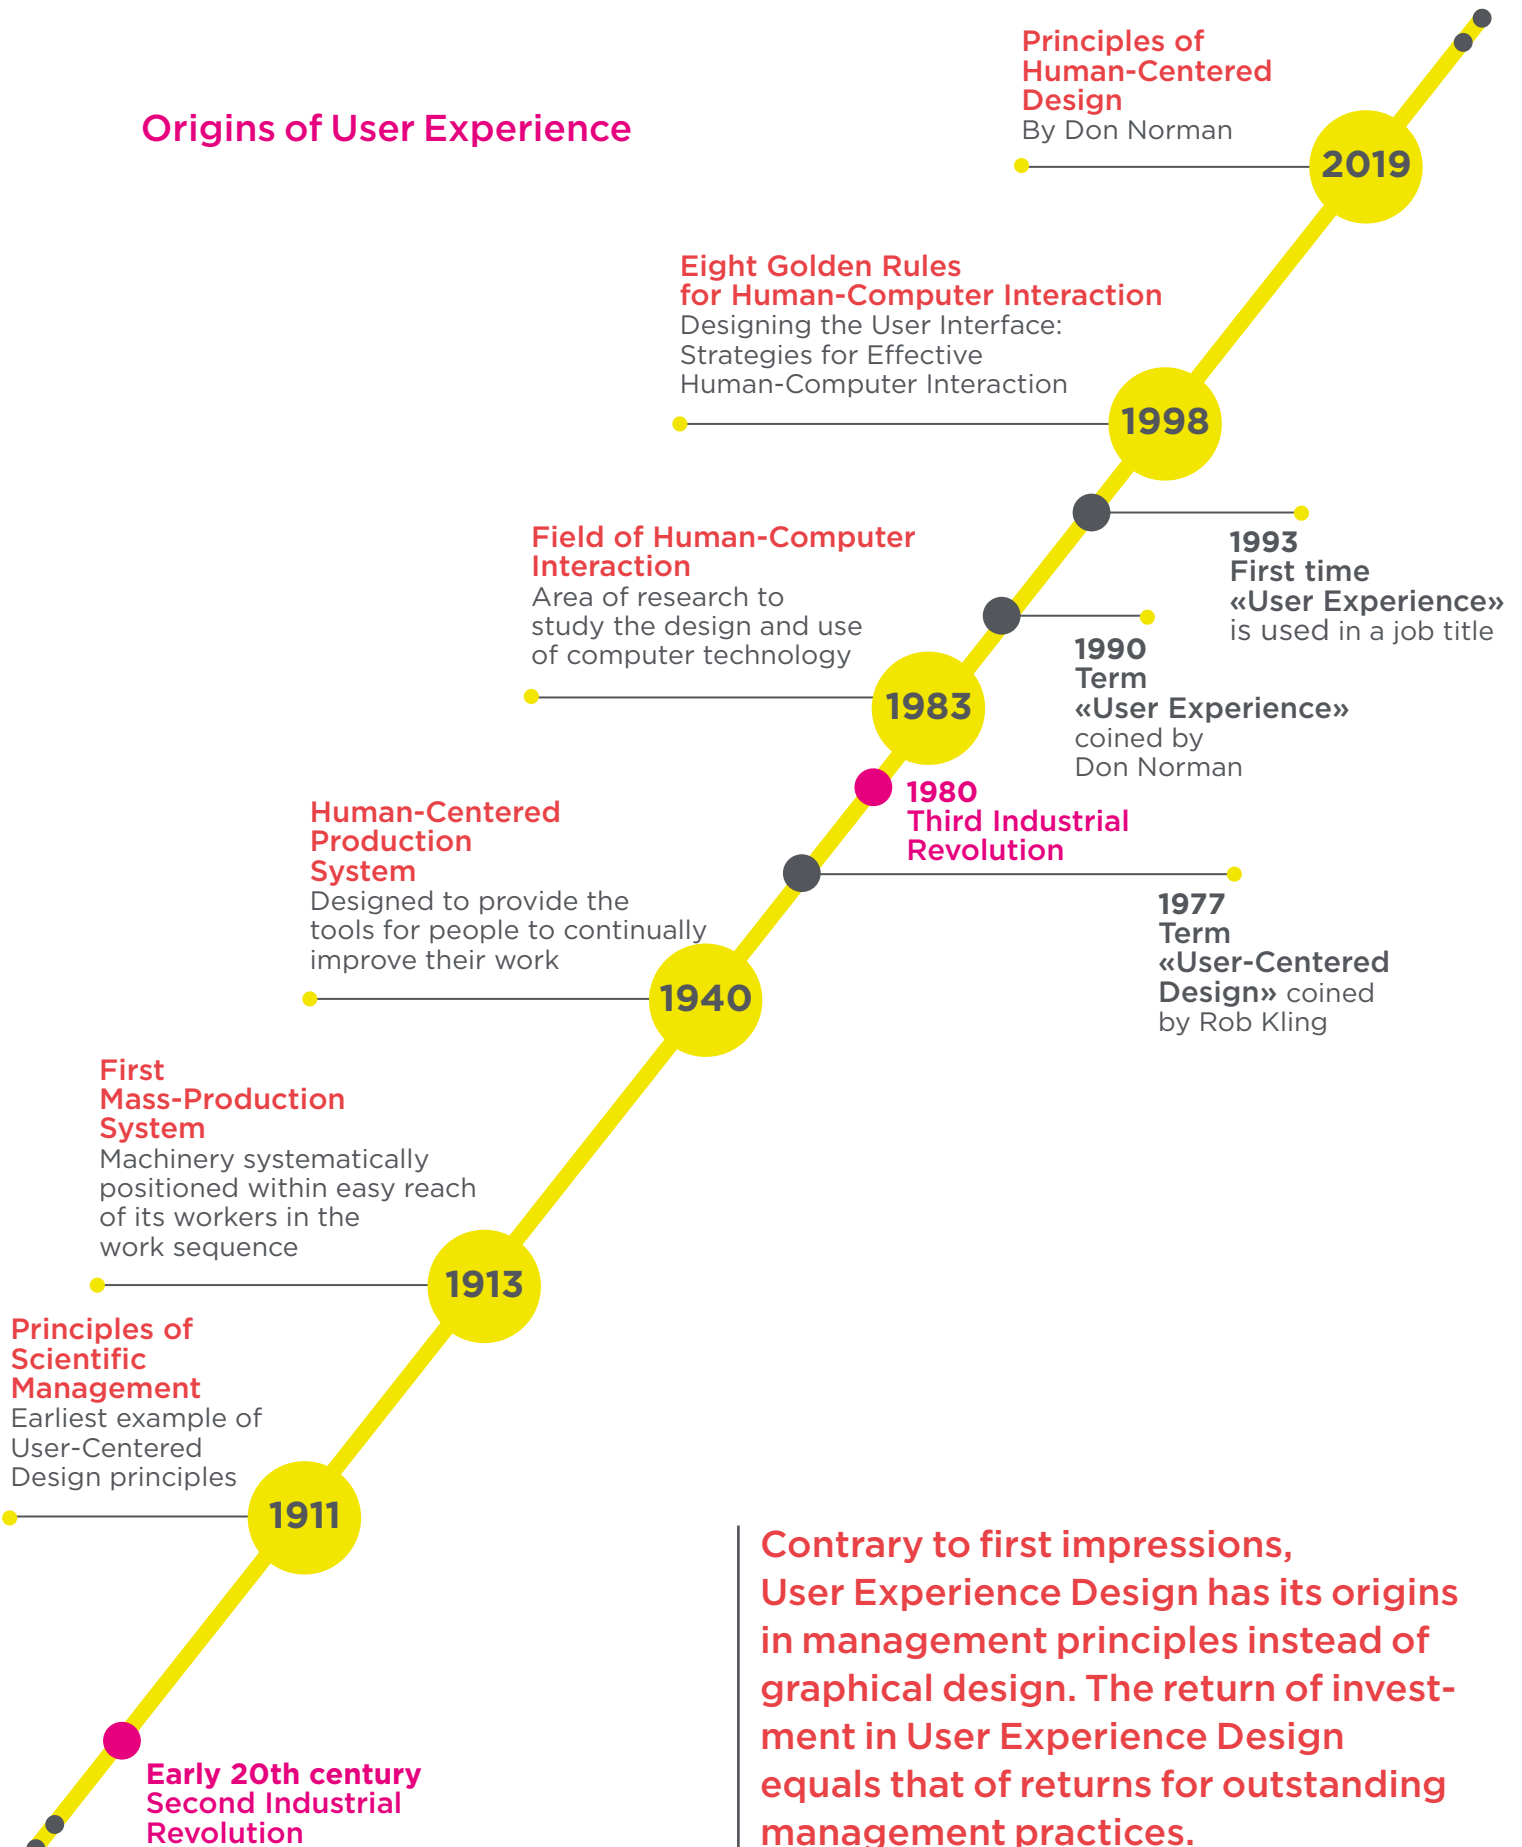 Origins of User Experience
Principles of
Human-Centered
Design
By Don Norman
2019
Eight Golden Rules
for Human-Computer Interaction
Designing the User Interface:
Strategies for Effective
Human-Computer Interaction
1998
1993
First time
«User Experience»
is used in a job title
Field of Human-Computer
Interaction
Area of research to
study the design and use
of computer technology
1990
Term
«User Experience»
coined by
Don Norman
1983
1980
Third Industrial
Revolution
Human-Centered
Production
System
Designed to provide the
tools for people to continually
improve their work
1977
Term
«User-Centered
Design» coined
by Rob Kling
1940
First
Mass-Production
System
Machinery systematically
positioned within easy reach
of its workers in the
work sequence
1913
Principles of
Scientific
Management
Earliest example of
User-Centered
Design principles
1911
Early 20th century
Second Industrial
Revolution
Contrary to first impressions,
User Experience Design has its origins
in management principles instead of
graphical design. The return of invest-
ment in User Experience Design
equals that of returns for outstanding
management practices.